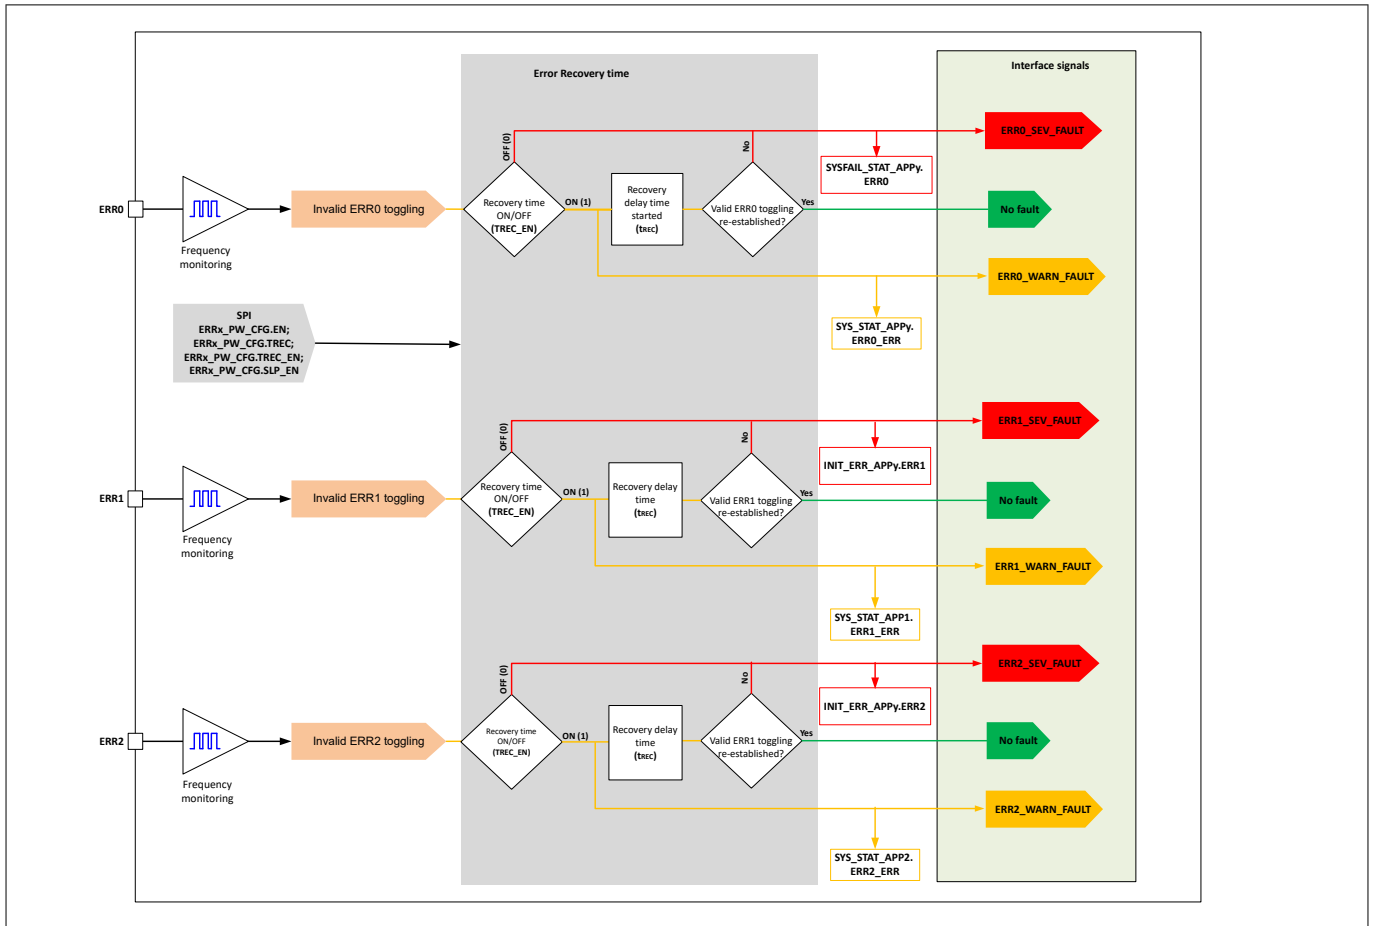 Error Recovery time
Interface signals
ERR0
Frequency
monitoring
Invalid ERR0 toggling
Recovery time
ON/OFF
(TREC_EN)
OFF (0)
ON (1)
Recovery
delay time
started
(tREC)
Valid ERR0 toggling
re-established?
No
Yes
SYSFAIL_STAT_APPy.
ERR0
ERR0_SEV_FAULT
No fault
ERR0_WARN_FAULT
SYS_STAT_APPy.
ERR0_ERR
SPI
ERRx_PW_CFG.EN;
ERRx_PW_CFG.TREC;
ERRx_PW_CFG.TREC_EN;
ERRx_PW_CFG.SLP_EN
ERR1
Frequency
monitoring
Invalid ERR1 toggling
Recovery time
ON/OFF
(TREC_EN)
OFF (0)
ON (1)
Recovery delay
time
(tREC)
Valid ERR1 toggling
re-established?
No
Yes
INIT_ERR_APPy.ERR1
ERR1_SEV_FAULT
No fault
ERR1_WARN_FAULT
SYS_STAT_APP1.
ERR1_ERR
ERR2
Frequency
monitoring
Invalid ERR2 toggling
Recovery time
ON/OFF
(TREC_EN)
OFF (0)
ON (1)
Recovery delay
time
(tREC)
Valid ERR1 toggling
re-established?
No
Yes
INIT_ERR_APPy.ERR2
ERR2_SEV_FAULT
No fault
ERR2_WARN_FAULT
SYS_STAT_APP2.
ERR2_ERR